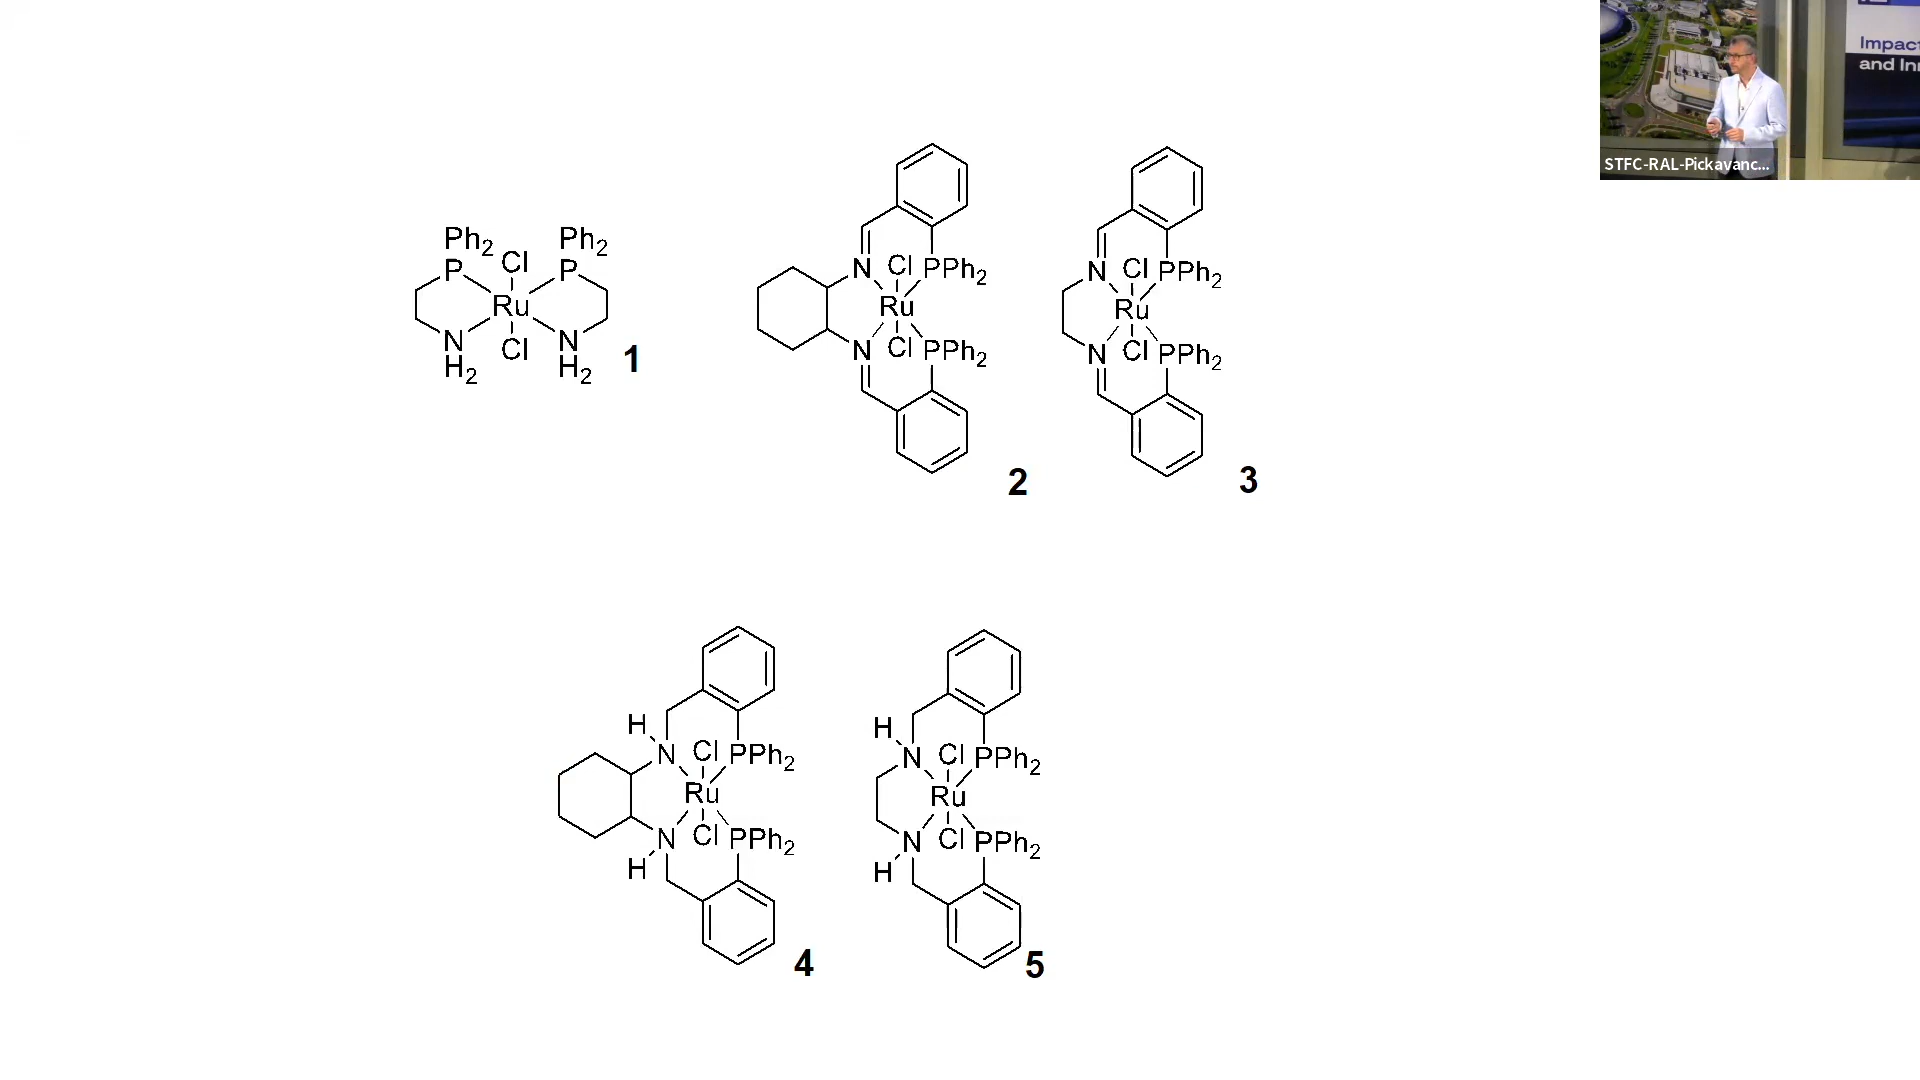 Impact
and In
STFC-RAL-Pickavanc...
Ph2 Ph2
P Cl P
Ru
N Cl N
H2 H2
1
N Cl PPh2
Ru
N Cl PPh2
2
N Cl PPh2
Ru
N Cl PPh2
3
H
N Cl PPh2
Ru
N Cl PPh2
H
4
H
N Cl PPh2
Ru
N Cl PPh2
H
5